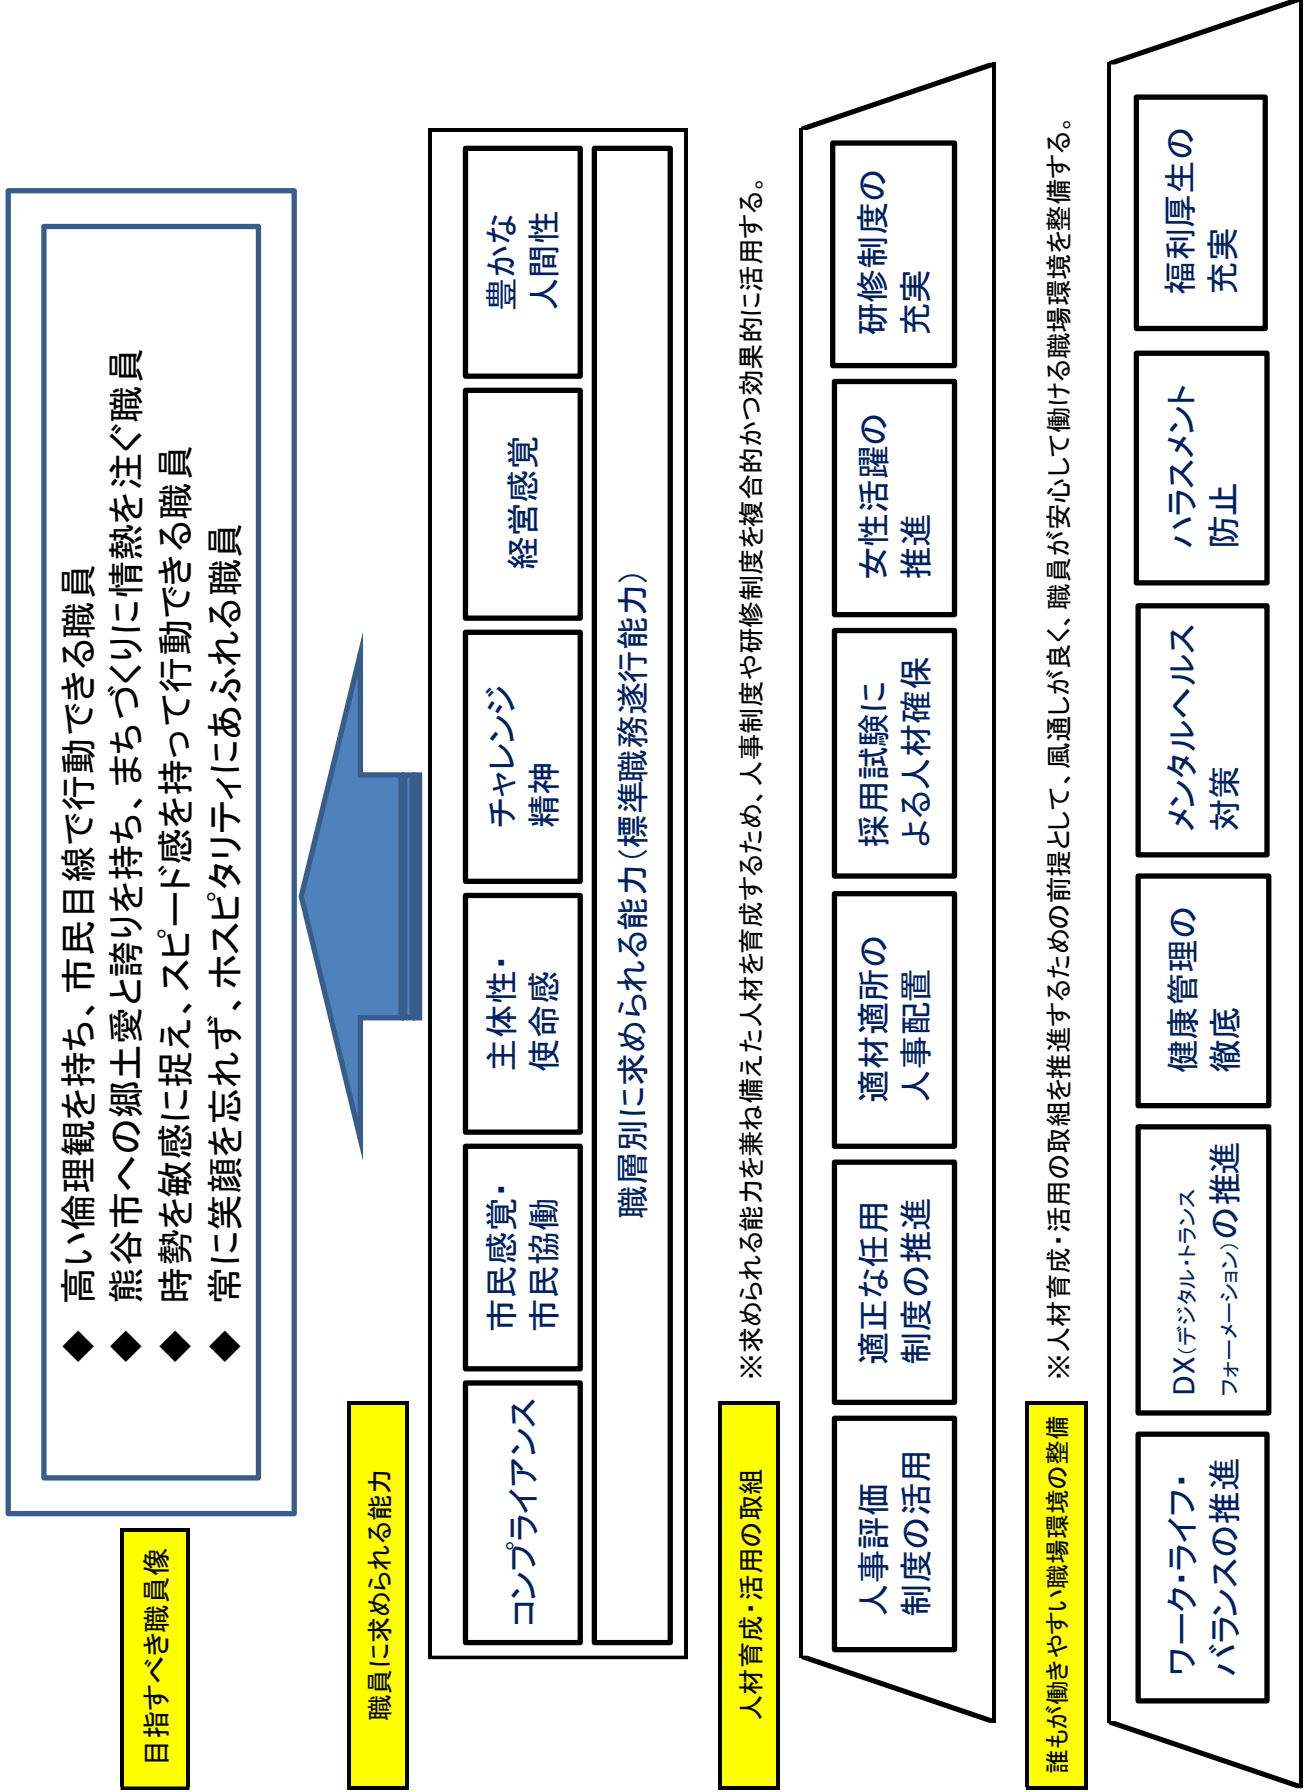 目指すべき職員像
◆ 高い倫理観を持ち、市民目線で行動できる職員
◆ 熊谷市への郷土愛と誇りを持ち、まちづくりに情熱を注ぐ職員
◆ 時勢を敏感に捉え、スピード感を持って行動できる職員
◆ 常に笑顔を忘れず、ホスピタリティにあふれる職員
職員に求められる能力
コンプライアンス
市民感覚・
市民協働
主体性・
使命感
チャレンジ
精神
経営感覚
豊かな
人間性
職層別に求められる能力（標準職務遂行能力）
人材育成・活用の取組
※求められる能力を兼ね備えた人材を育成するため、人事制度や研修制度を複合的かつ効果的に活用する。
人事評価
制度の活用
適正な任用
制度の推進
適材適所の
人事配置
採用試験に
よる人材確保
女性活躍の
推進
研修制度の
充実
誰もが働きやすい職場環境の整備
※人材育成・活用の取組を推進するための前提として、風通しが良く、職員が安心して働ける職場環境を整備する。
ワーク・ライフ・
バランスの推進
DX（デジタル・トランス
フォーメーション）の推進
健康管理の
徹底
メンタルヘルス
対策
ハラスメント
防止
福利厚生の
充実